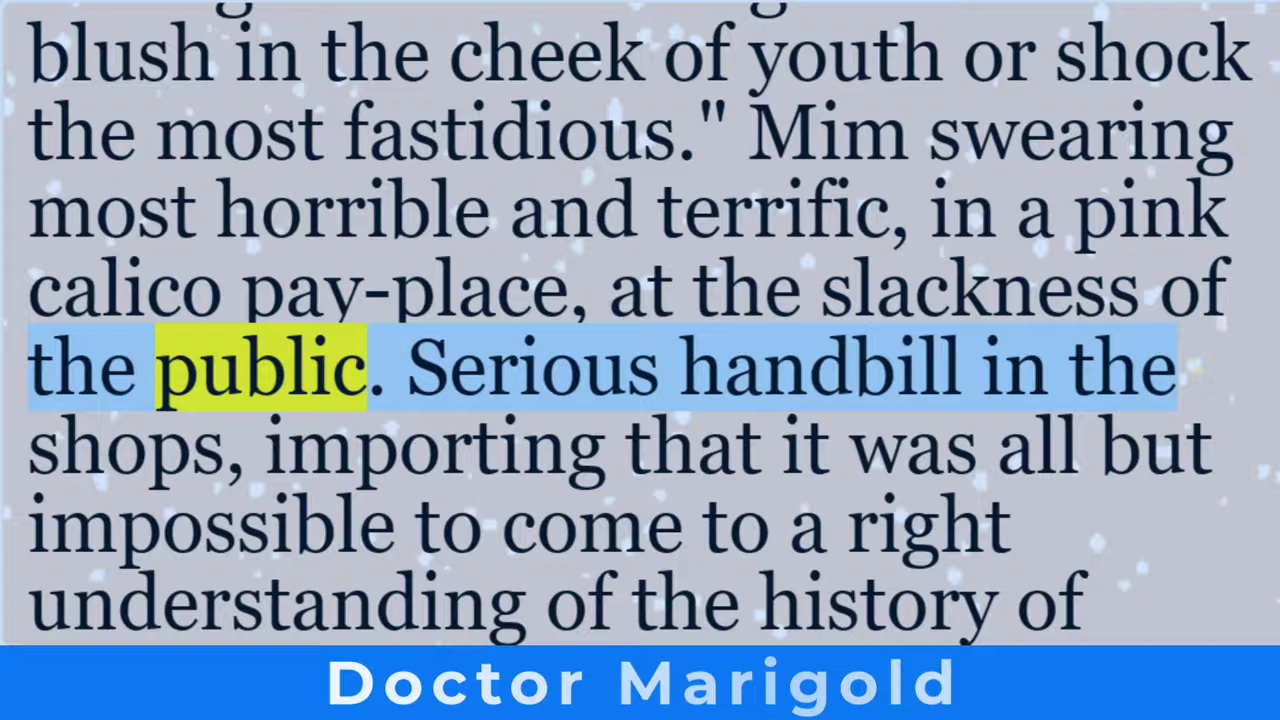 blush in the cheek of youth or shock
the most fastidious." Mim swearing
most horrible and terrific, in a pink
calico pay-place, at the slackness of
the public. Serious handbill in the
shops, importing that it was all but
impossible to come to a right
understanding of the history of
Doctor Marigold